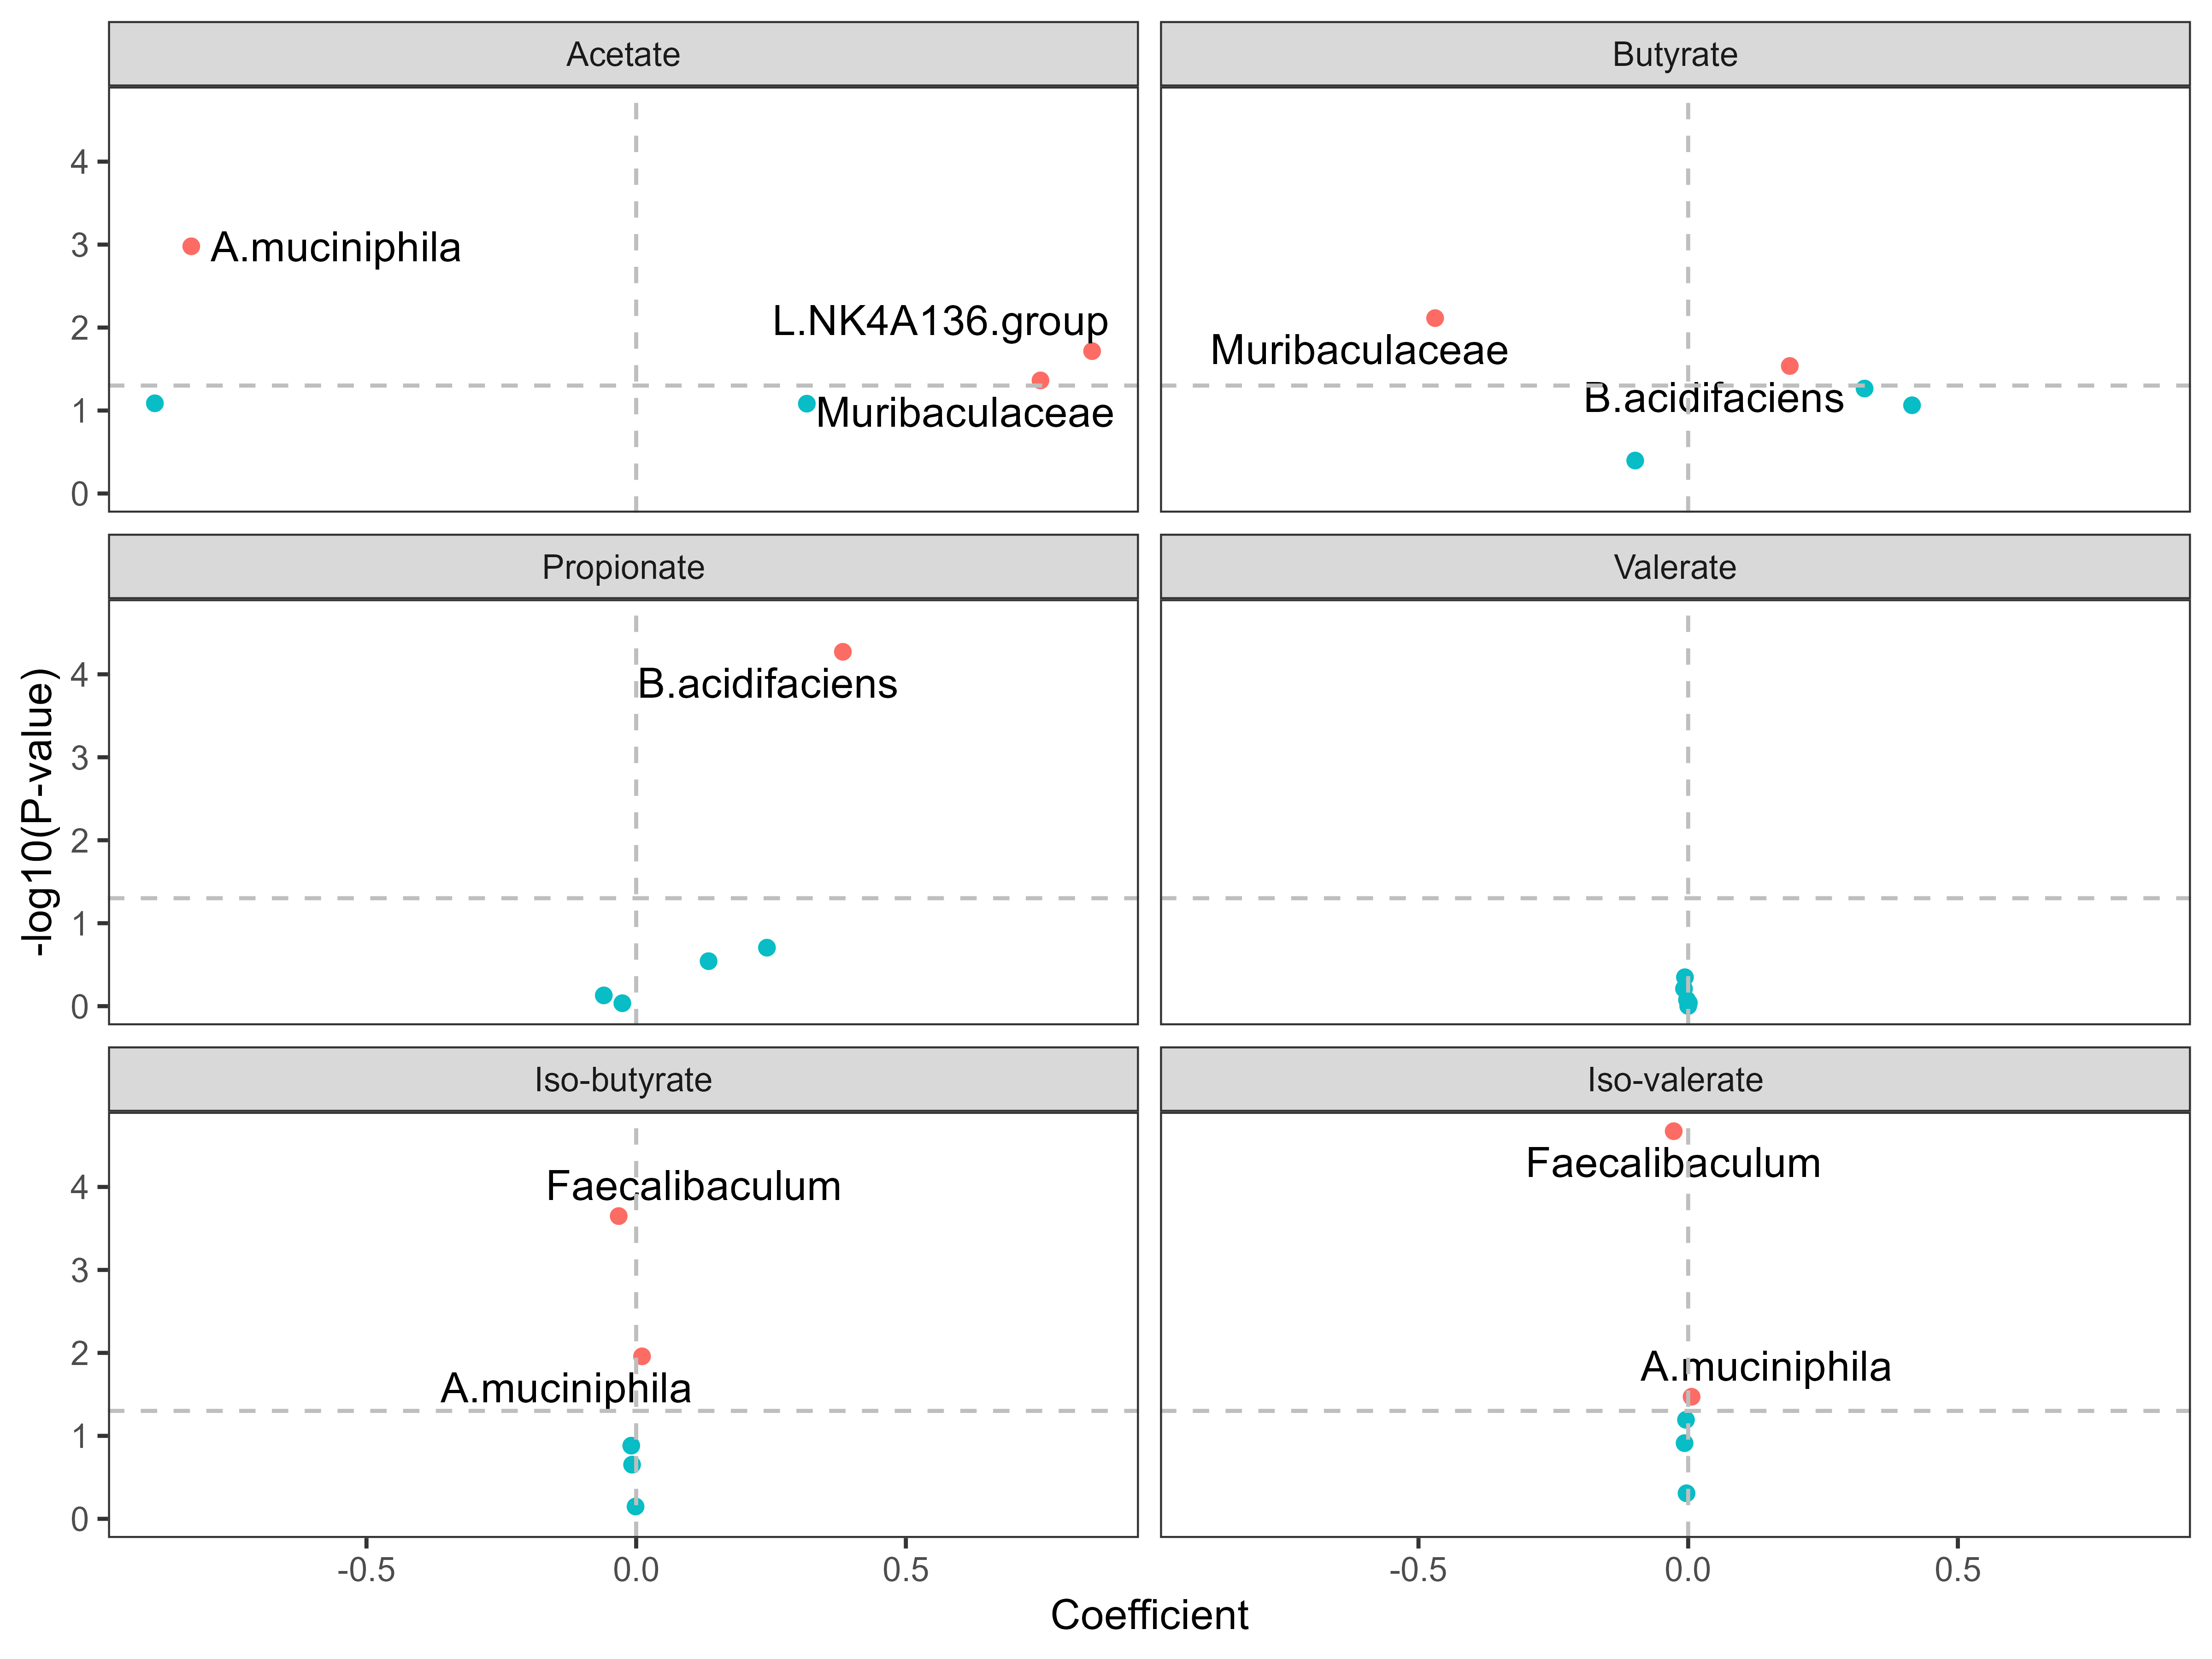 Acetate
Butyrate
4
3
2
1
0
A.muciniphila
L.NK4A136.group
Muribaculaceae
Muribaculaceae
B.acidifaciens
Propionate
Valerate
-log10(P-value)
4
3
2
1
0
B.acidifaciens
Iso-butyrate
Iso-valerate
4
3
2
1
0
Faecalibaculum
A.muciniphila
Faecalibaculum
A.muciniphila
-0.5 0.0 0.5
-0.5 0.0 0.5
Coefficient